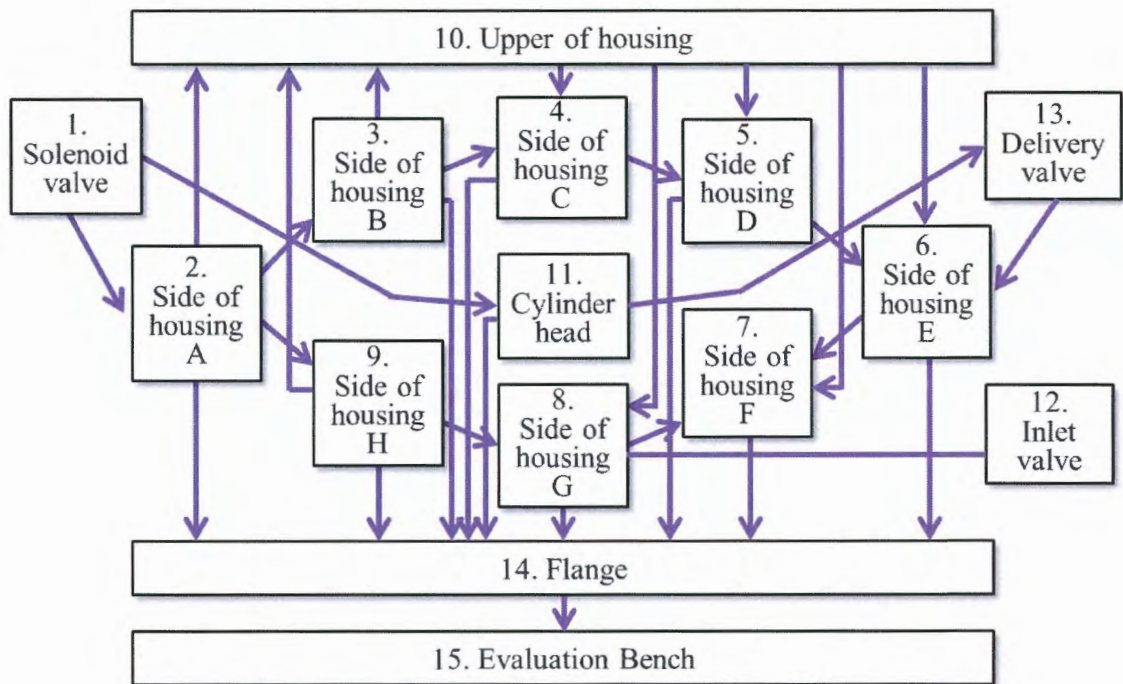 10. Upper of housing
1.
Solenoid
valve
2.
Side of
housing
A
3.
Side of
housing
B
4.
Side of
housing
C
5.
Side of
housing
D
13.
Delivery
valve
6.
Side of
housing
E
11.
Cylinder
head
7.
Side of
housing
F
9.
Side of
housing
H
8.
Side of
housing
G
12.
Inlet
valve
14. Flange
15. Evaluation Bench